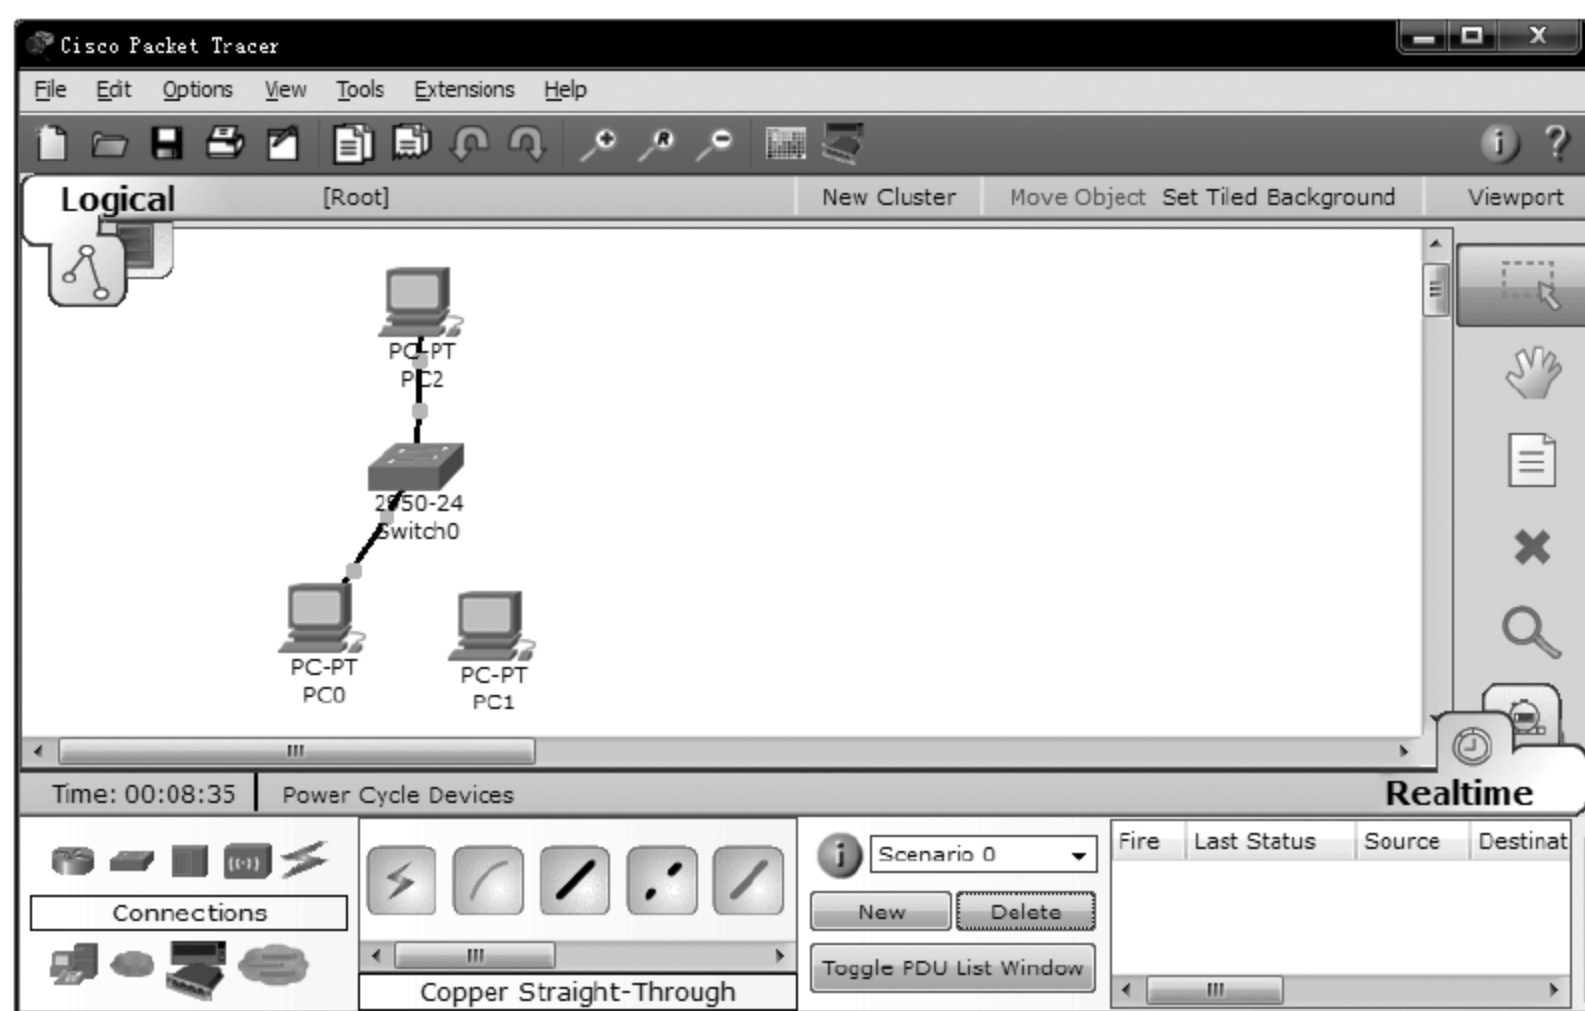 Cisco Packet Tracer
File Edit Options View Tools Extensions Help
Logical [Root] New Cluster Move Object Set Tiled Background Viewport
PC-PT
PC2
2950-24
Switch0
PC-PT
PC0
PC-PT
PC1
Time: 00:08:35 Power Cycle Devices Realtime
Fire Last Status Source Destinat
Scenario 0
Connections
New Delete
Toggle PDU List Window
Copper Straight-Through